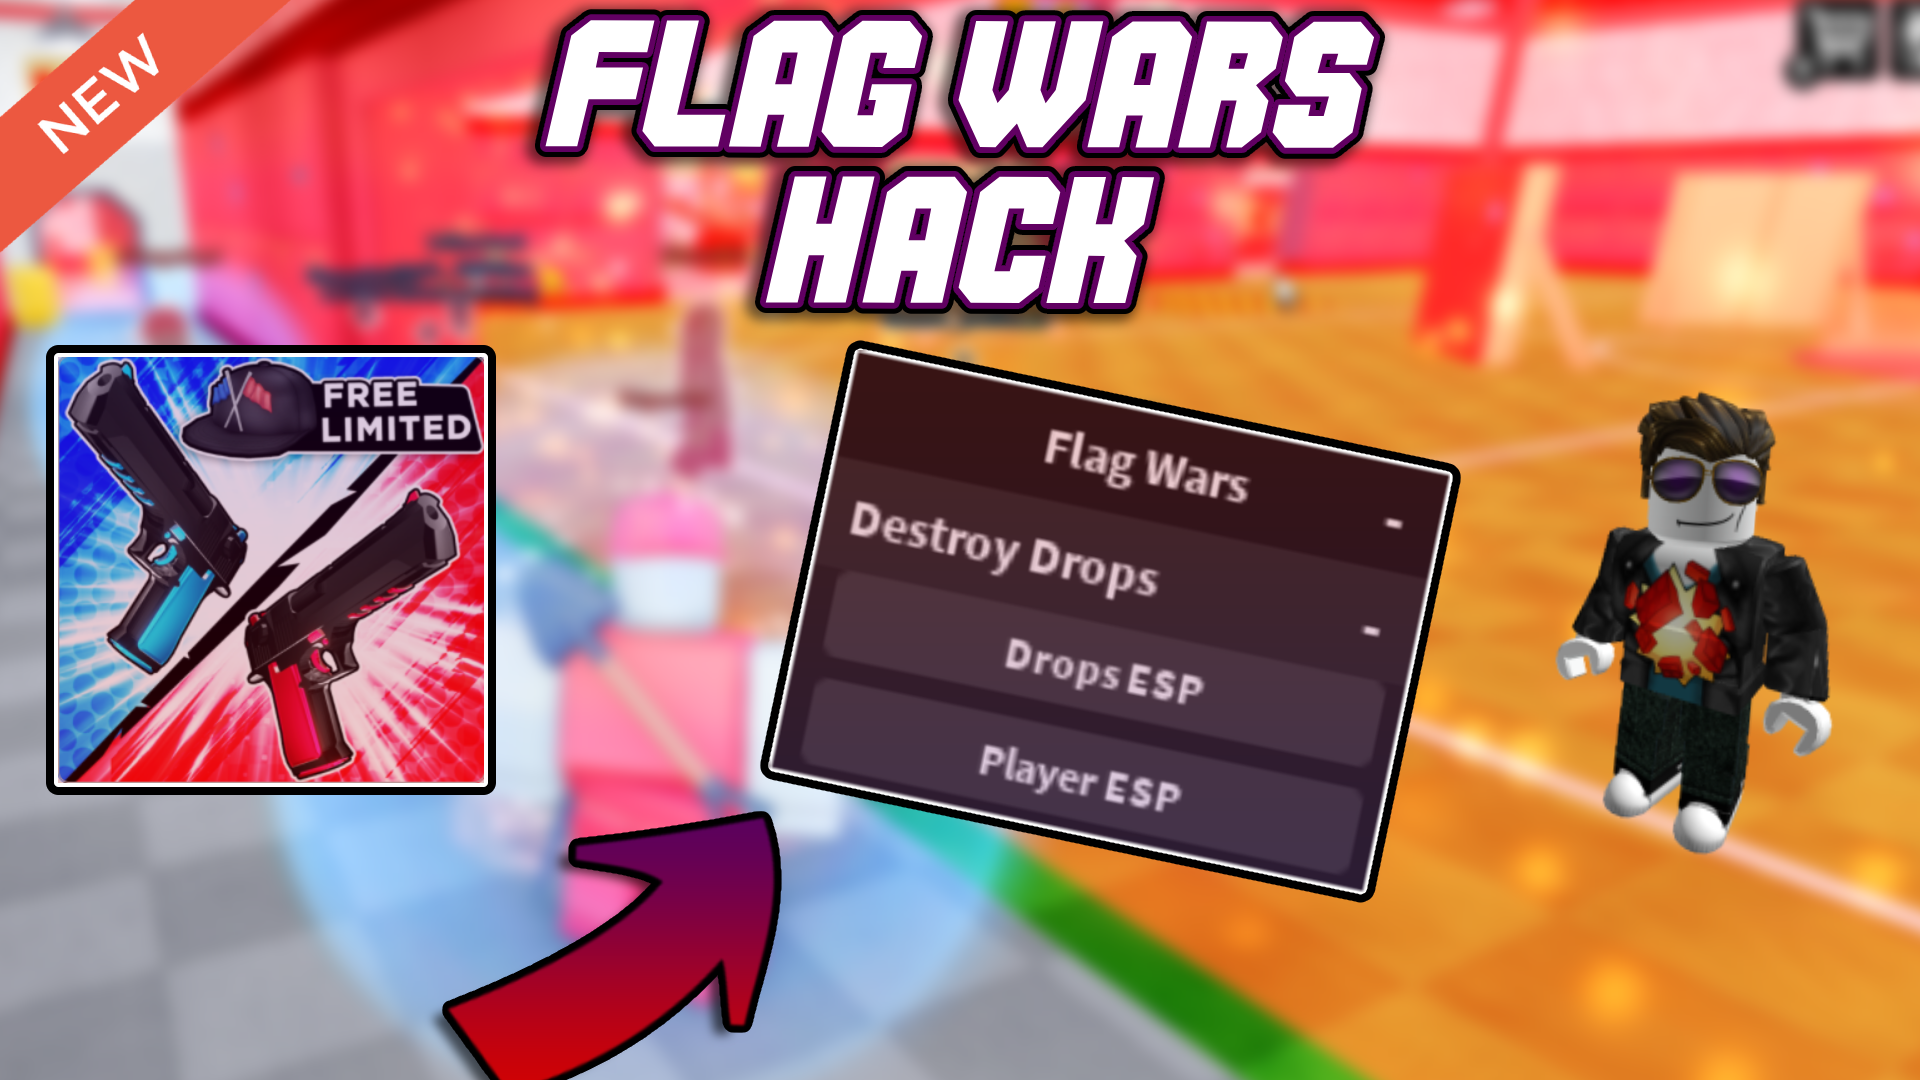 NEW
FLAG WARS
HACK
FREE
LIMITED
Flag Wars
-
Destroy Drops
-
Drops ESP
Player ESP